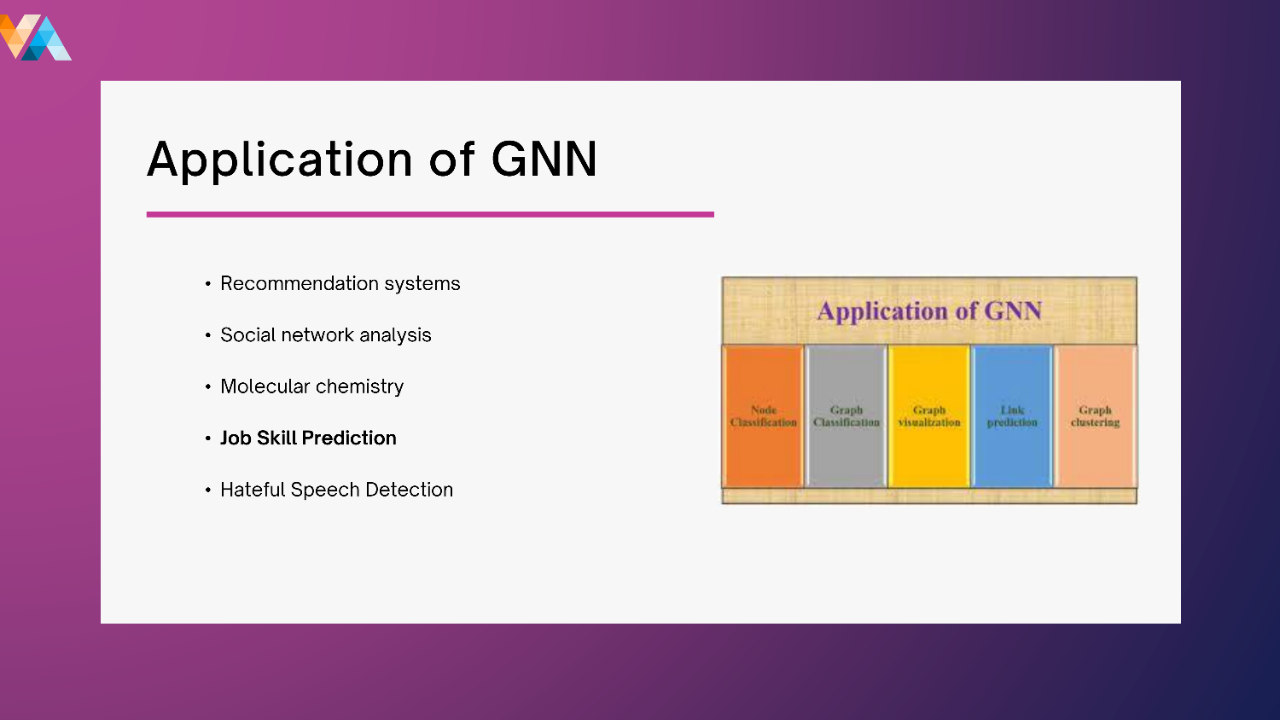 Application of GNN
• Recommendation systems
• Social network analysis
• Molecular chemistry
• Job Skill Prediction
• Hateful Speech Detection
Application of GNN
Node
Classification
Graph
Classification
Graph
visualization
Link
prediction
Graph
clustering